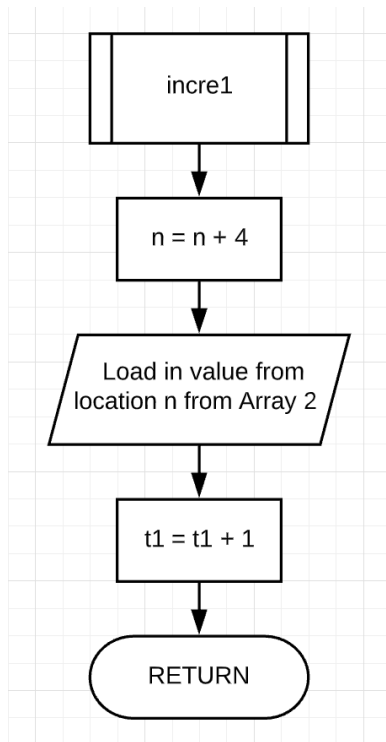 incre1
n = n + 4
Load in value from
location n from Array 2
t1 = t1 + 1
RETURN